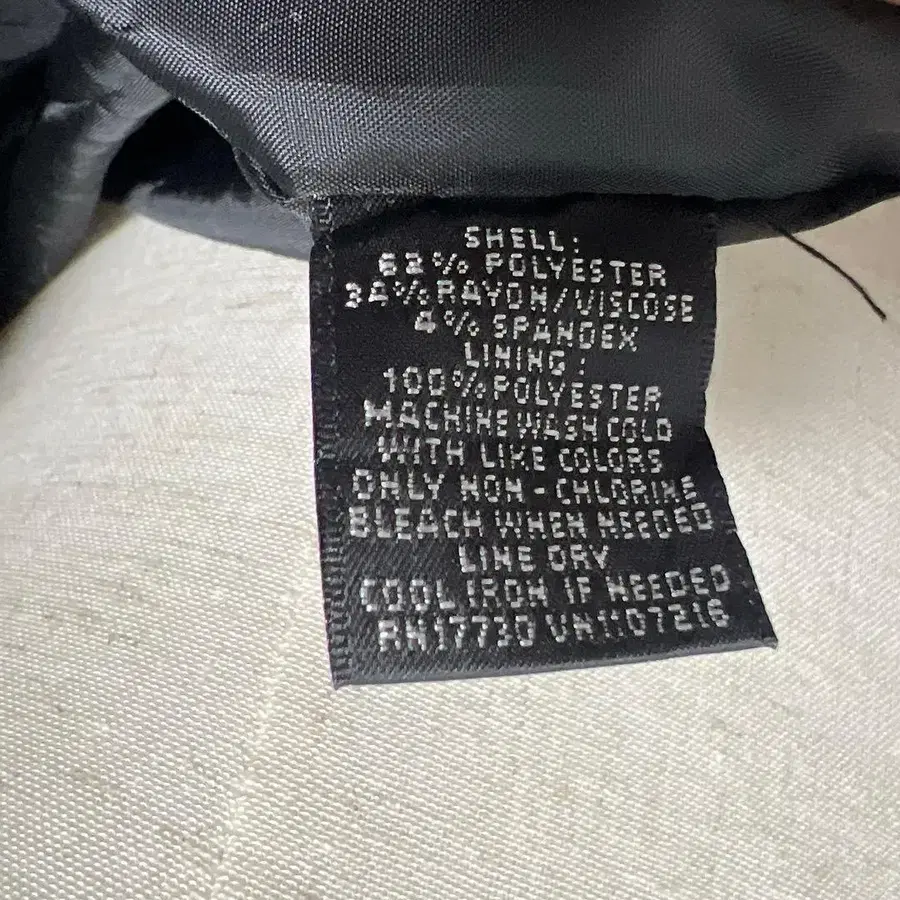 SHELL:
62% POLYESTER
34% RAYON/VISCOSE
4% SPANDEX
LINING:
100% POLYESTER
MACHINE WASH COLD
WITH LIKE COLORS
ONLY NON-CHLORINE
BLEACH WHEN NEEDED
LINE DRY
COOL IRON IF NEEDED
RN17730 VN1107216